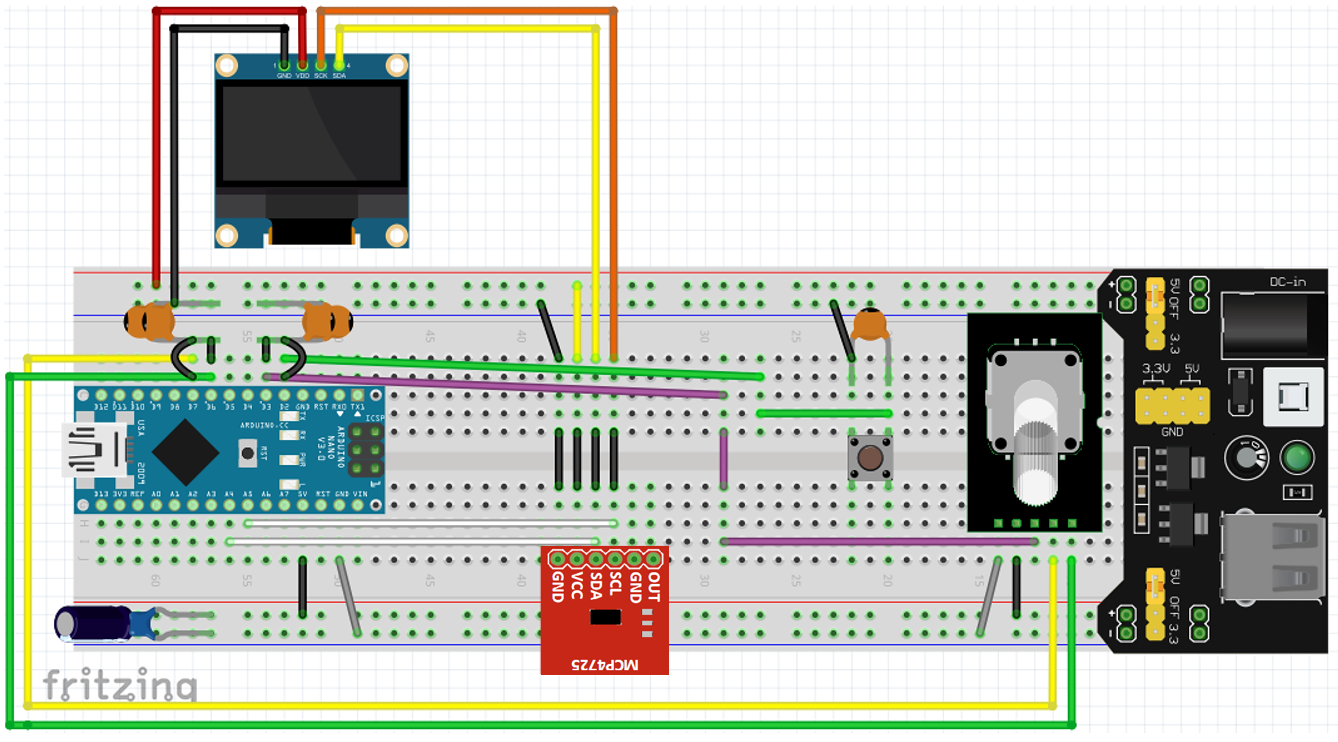 GND VDD SCK SDA
DC-in
+
-
5V
OFF
3.3
3.3V 5V
GND
55 45 30 25
D12 D11 D10 D9 D8 D7 D6 D5 D4 D3 D2 GND RST RX0 TX1
ARDUINO.CC
USA
2009
RST
TX
RX
PWR
L
ARDUINO
NANO
V3.0
ICSP
1
D13 3V3 REF A0 A1 A2 A3 A4 A5 A6 A7 5V RST GND VIN
H
I
J
60 55 50 45 40 30 25 20
GND VCC SDA SCL GND OUT
MCP4725
5V
OFF
3.3
+
-
fritzing